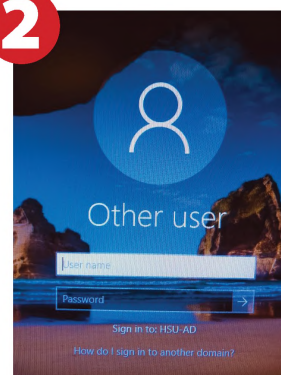 2
Other user
User name
Password
Sign in to: HSU-AD
How do I sign in to another domain?